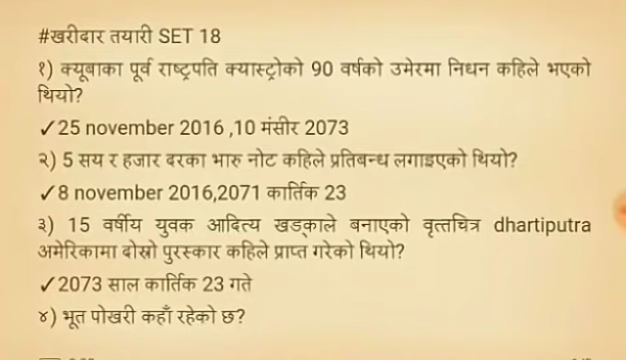 #खरीदार तयारी SET 18
१) क्यूबाका पूर्व राष्ट्रपति क्यास्ट्रोको 90 वर्षको उमेरमा निधन कहिले भएको
थियो?
✓25 november 2016 ,10 मंसीर 2073
२) 5 सय र हजार दरका भारु नोट कहिले प्रतिबन्ध लगाइएको थियो?
✓8 november 2016,2071 कार्तिक 23
३) 15 वर्षीय युवक आदित्य खड्काले बनाएको वृत्तचित्र dhartiputra
अमेरिकामा दोस्रो पुरस्कार कहिले प्राप्त गरेको थियो?
✓2073 साल कार्तिक 23 गते
४) भूत पोखरी कहाँ रहेको छ?